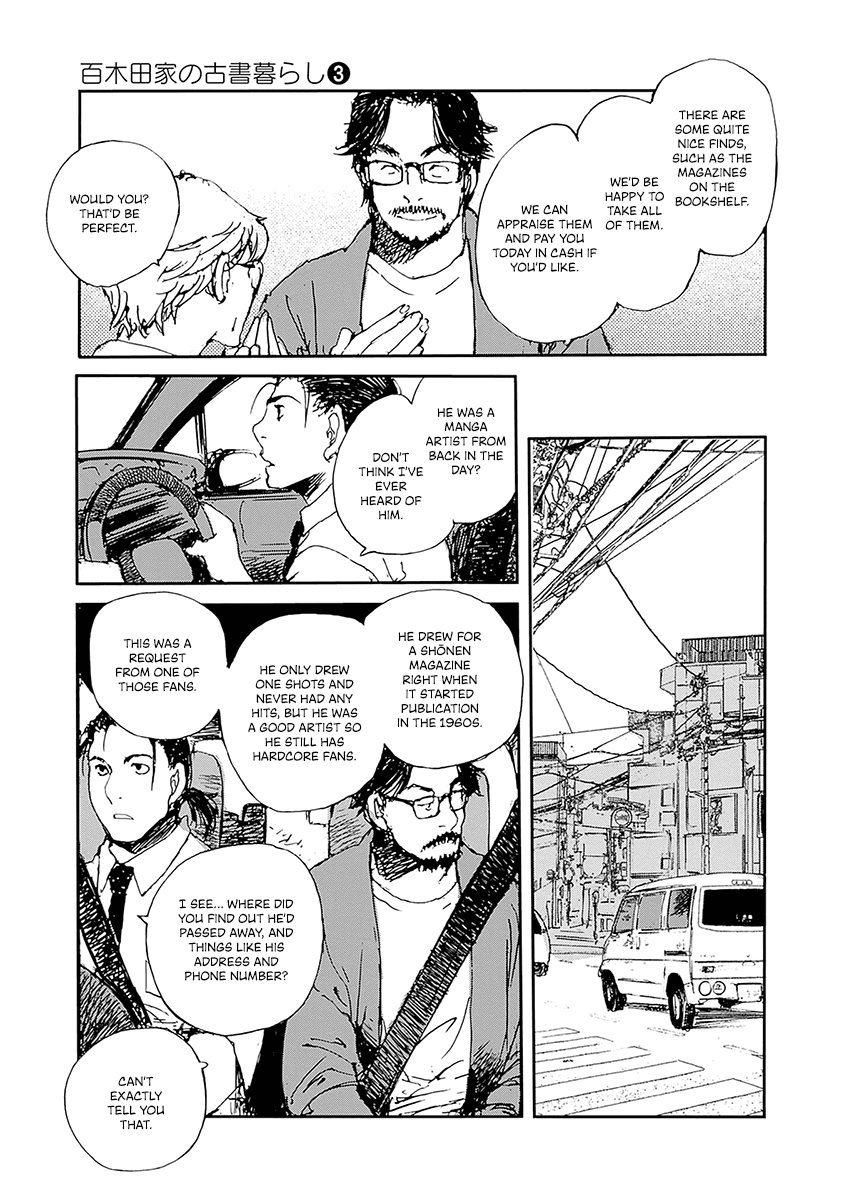 百木田家の古書暮らし❸
THERE ARE
SOME QUITE
NICE FINDS,
SUCH AS THE
MAGAZINES
ON THE
BOOKSHELF.
WE'D BE
HAPPY TO
TAKE ALL
OF THEM.
WE CAN
APPRAISE THEM
AND PAY YOU
TODAY IN CASH IF
YOU'D LIKE.
WOULD YOU?
THAT'D BE
PERFECT.
HE WAS A
MANGA
ARTIST FROM
BACK IN THE
DAY?
DON'T
THINK I'VE
EVER
HEARD OF
HIM.
HE DREW FOR
A SHŌNEN
MAGAZINE
RIGHT WHEN
IT STARTED
PUBLICATION
IN THE 1960S.
HE ONLY DREW
ONE SHOTS AND
NEVER HAD ANY
HITS, BUT HE WAS
A GOOD ARTIST SO
HE STILL HAS
HARDCORE FANS.
THIS WAS A
REQUEST
FROM ONE OF
THOSE FANS.
I SEE... WHERE DID
YOU FIND OUT HE'D
PASSED AWAY, AND
THINGS LIKE HIS
ADDRESS AND
PHONE NUMBER?
CAN'T
EXACTLY
TELL YOU
THAT.